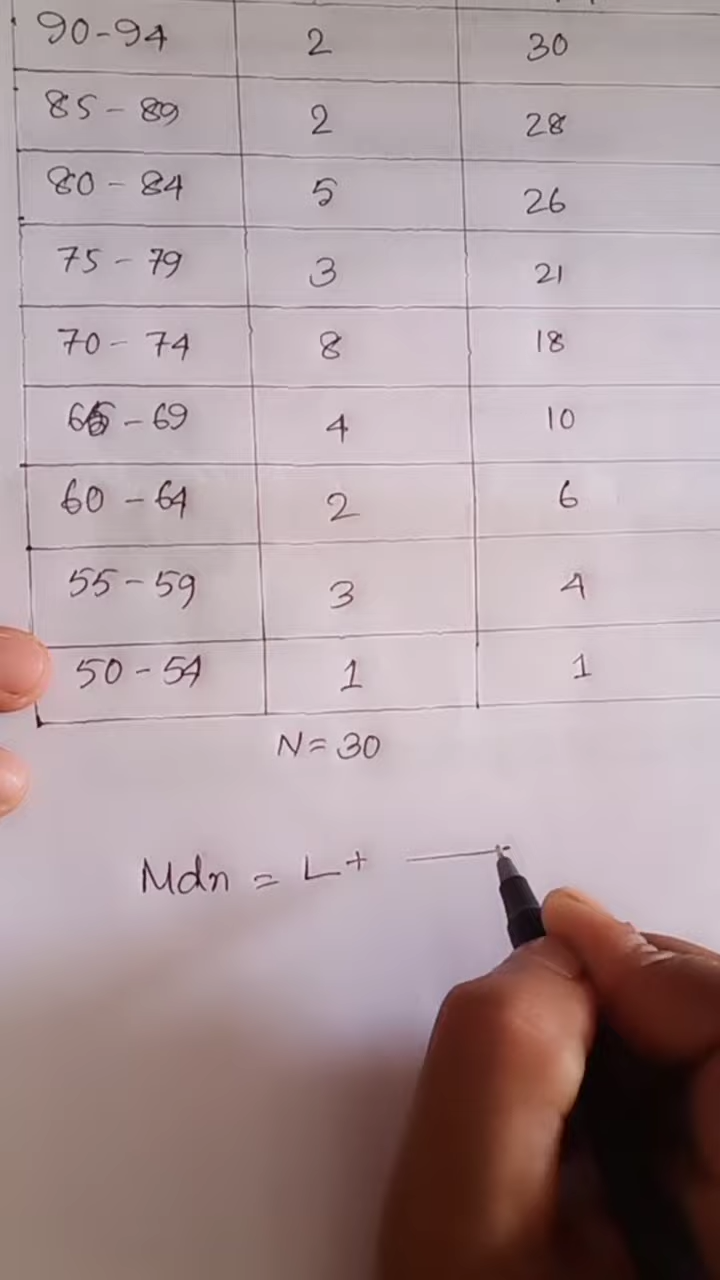 90-94 2 30
85-89 2 28
80-84 5 26
75-79 3 21
70-74 8 18
65-69 4 10
60-64 2 6
55-59 3 4
50-54 1 1
N=30
Mdn = L+